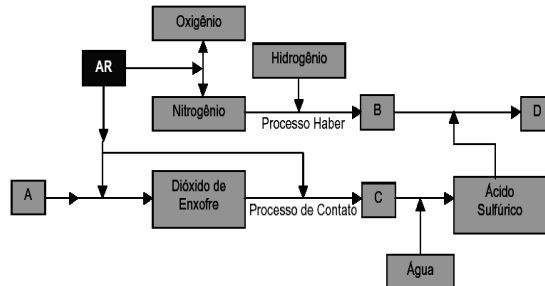 Oxigênio
AR
Hidrogênio
Nitrogênio
B
D
Processo Haber
A
Dióxido de
Enxofre
C
Ácido
Sulfúrico
Processo de Contato
Água